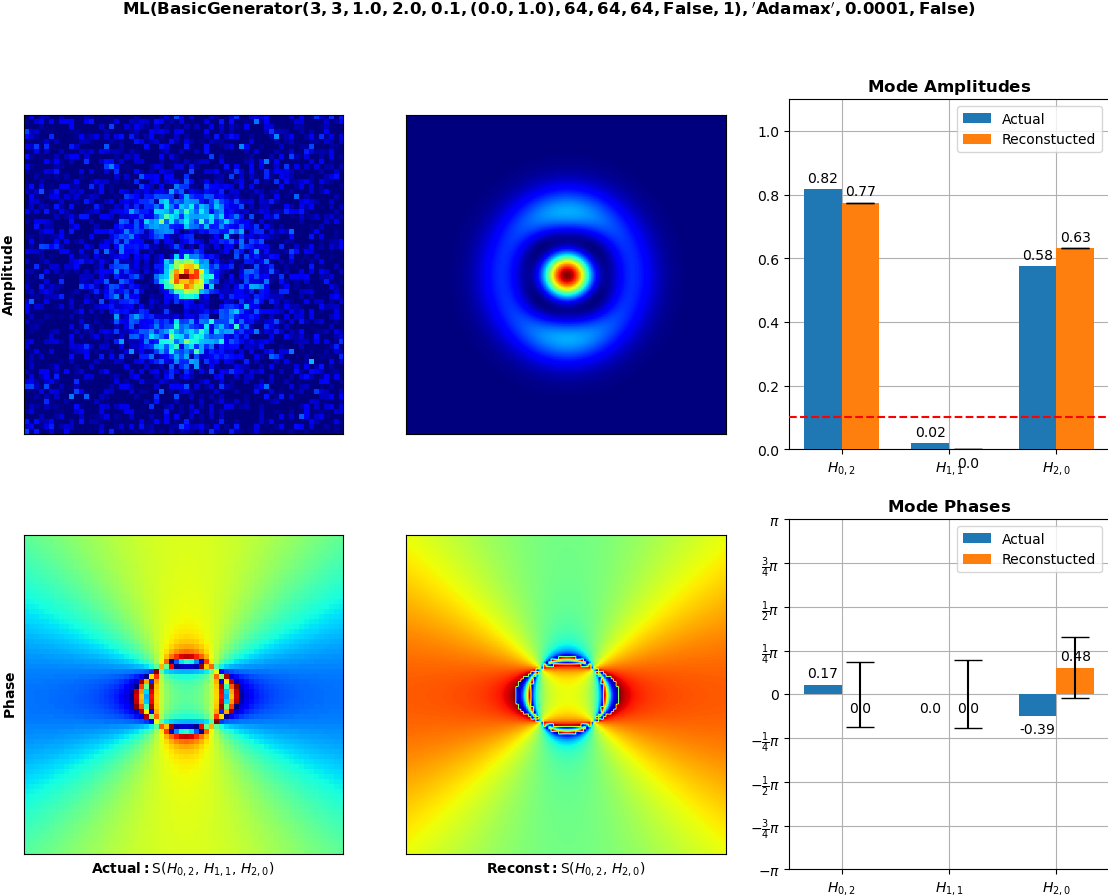 ML(BasicGenerator(3, 3, 1.0, 2.0, 0.1, (0.0, 1.0), 64, 64, 64, False, 1), ′Adamax′, 0.0001, False)
Amplitude
Mode Amplitudes
Actual
Reconstucted
1.0
0.8
0.6
0.4
0.2
0.0
0.82
0.77
0.02
0.0
0.58
0.63
H0,2
H1,1
H2,0
Phase
Actual: S(H0,2, H1,1, H2,0)
Reconst: S(H0,2, H2,0)
Mode Phases
Actual
Reconstucted
π
3/4π
1/2π
1/4π
0
−1/4π
−1/2π
−3/4π
−π
0.17
0.0
0.0
0.0
-0.39
0.48
H0,2
H1,1
H2,0